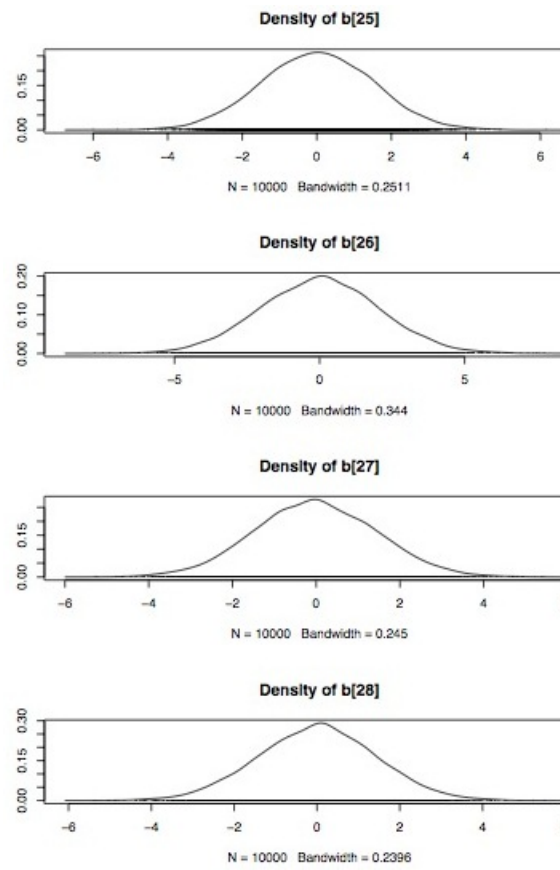 Density of b[25]
0.15
0.00
-6 -4 -2 0 2 4 6
N = 10000 Bandwidth = 0.2511
Density of b[26]
0.20
0.10
0.00
-5 0 5
N = 10000 Bandwidth = 0.344
Density of b[27]
0.15
0.00
-6 -4 -2 0 2 4
N = 10000 Bandwidth = 0.245
Density of b[28]
0.30
0.15
0.00
-6 -4 -2 0 2 4
N = 10000 Bandwidth = 0.2396